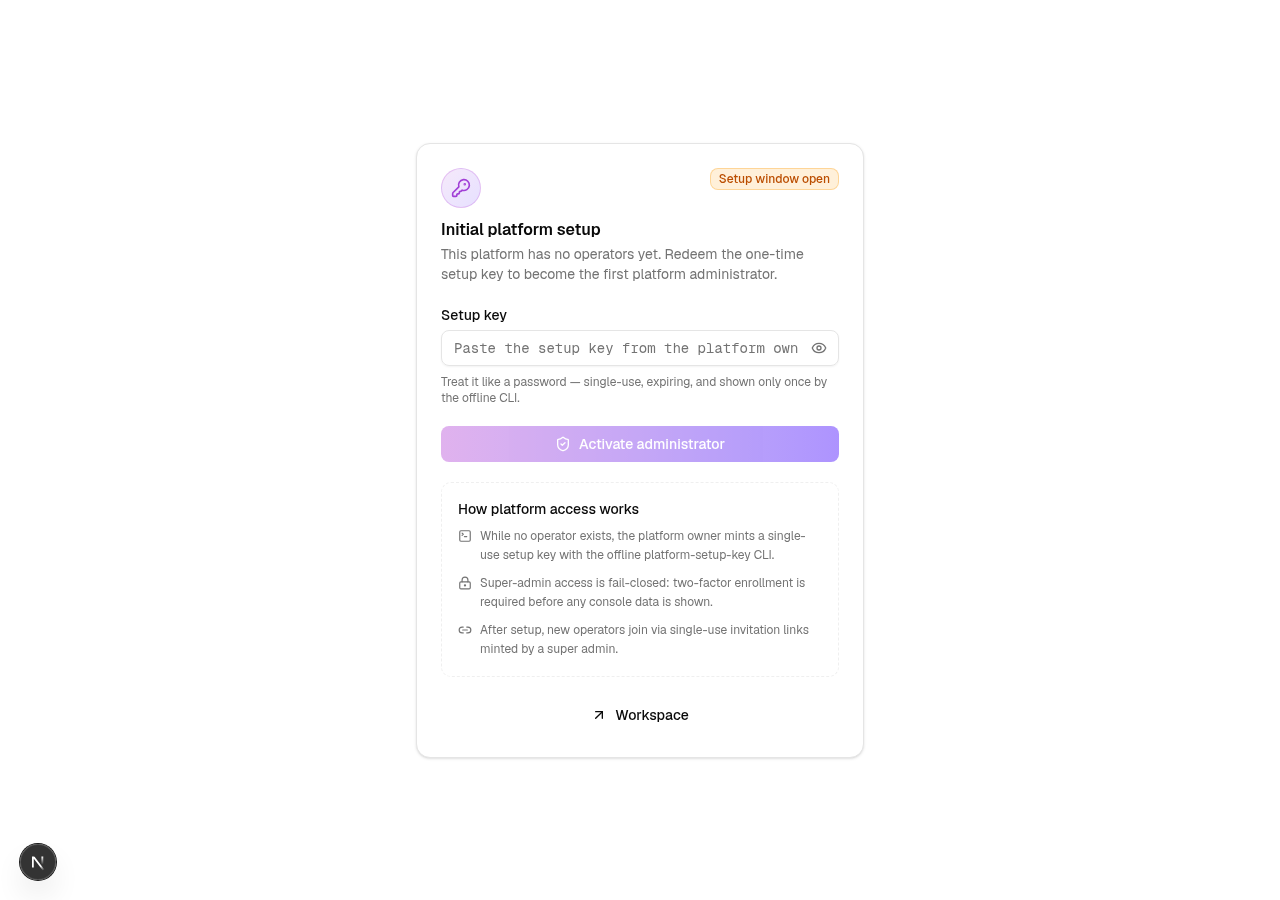 Setup window open
Initial platform setup
This platform has no operators yet. Redeem the one-time
setup key to become the first platform administrator.
Setup key
Paste the setup key from the platform own
Treat it like a password — single-use, expiring, and shown only once by
the offline CLI.
Activate administrator
How platform access works
While no operator exists, the platform owner mints a single-
use setup key with the offline platform-setup-key CLI.
Super-admin access is fail-closed: two-factor enrollment is
required before any console data is shown.
After setup, new operators join via single-use invitation links
minted by a super admin.
Workspace
N